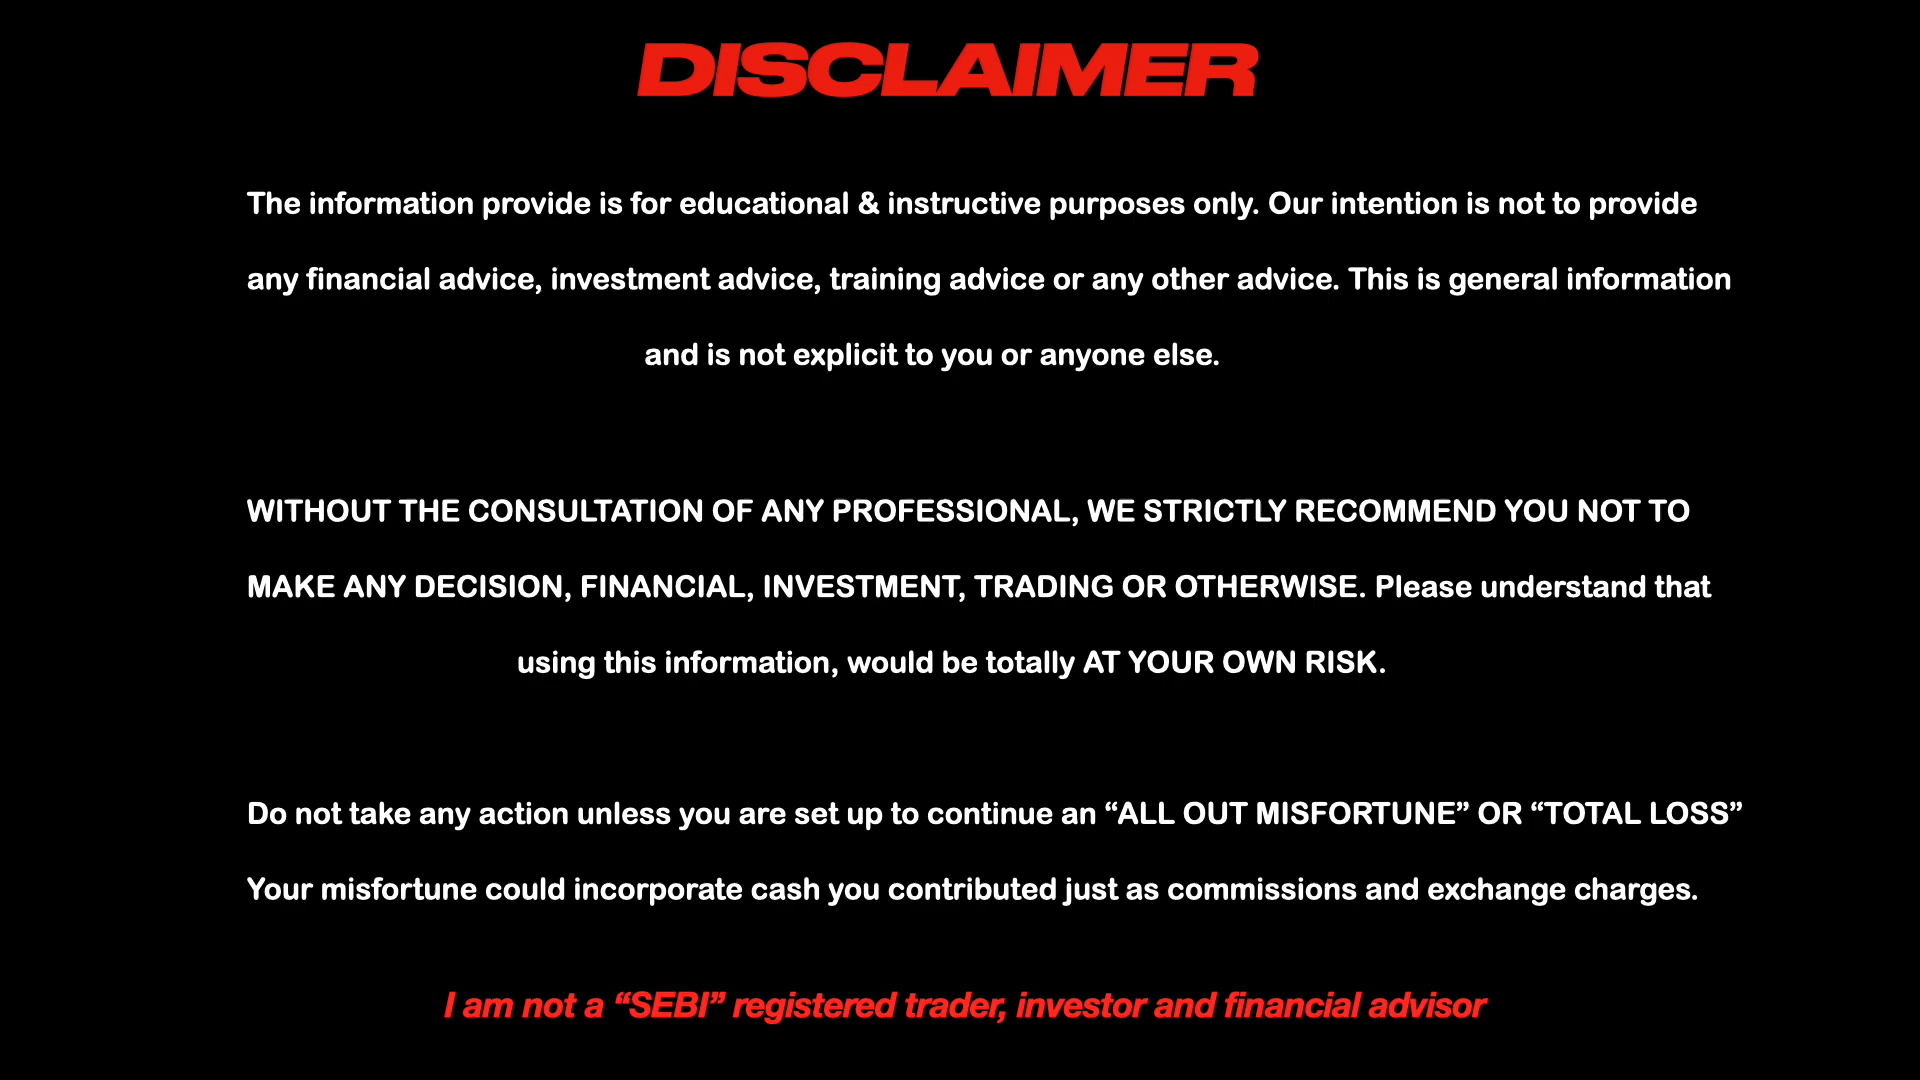 DISCLAIMER
The information provide is for educational & instructive purposes only. Our intention is not to provide
any financial advice, investment advice, training advice or any other advice. This is general information
and is not explicit to you or anyone else.
WITHOUT THE CONSULTATION OF ANY PROFESSIONAL, WE STRICTLY RECOMMEND YOU NOT TO
MAKE ANY DECISION, FINANCIAL, INVESTMENT, TRADING OR OTHERWISE. Please understand that
using this information, would be totally AT YOUR OWN RISK.
Do not take any action unless you are set up to continue an “ALL OUT MISFORTUNE” OR “TOTAL LOSS”
Your misfortune could incorporate cash you contributed just as commissions and exchange charges.
I am not a “SEBI” registered trader, investor and financial advisor